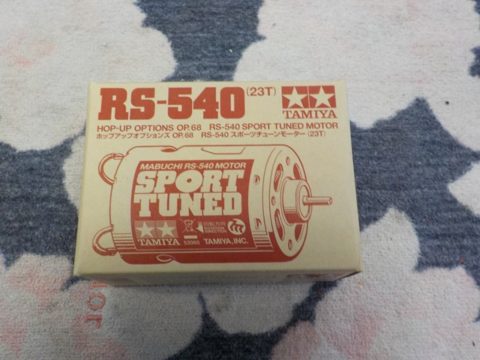 RS-540 (23T)
TAMIYA
HOP-UP OPTIONS OP.68 RS-540 SPORT TUNED MOTOR
ホップアップオプションズ OP.68 RS-540 スポーツチューンモーター (23T)
MABUCHI RS-540 MOTOR
SPORT
TUNED
TAMIYA
53068
TAMIYA, INC.